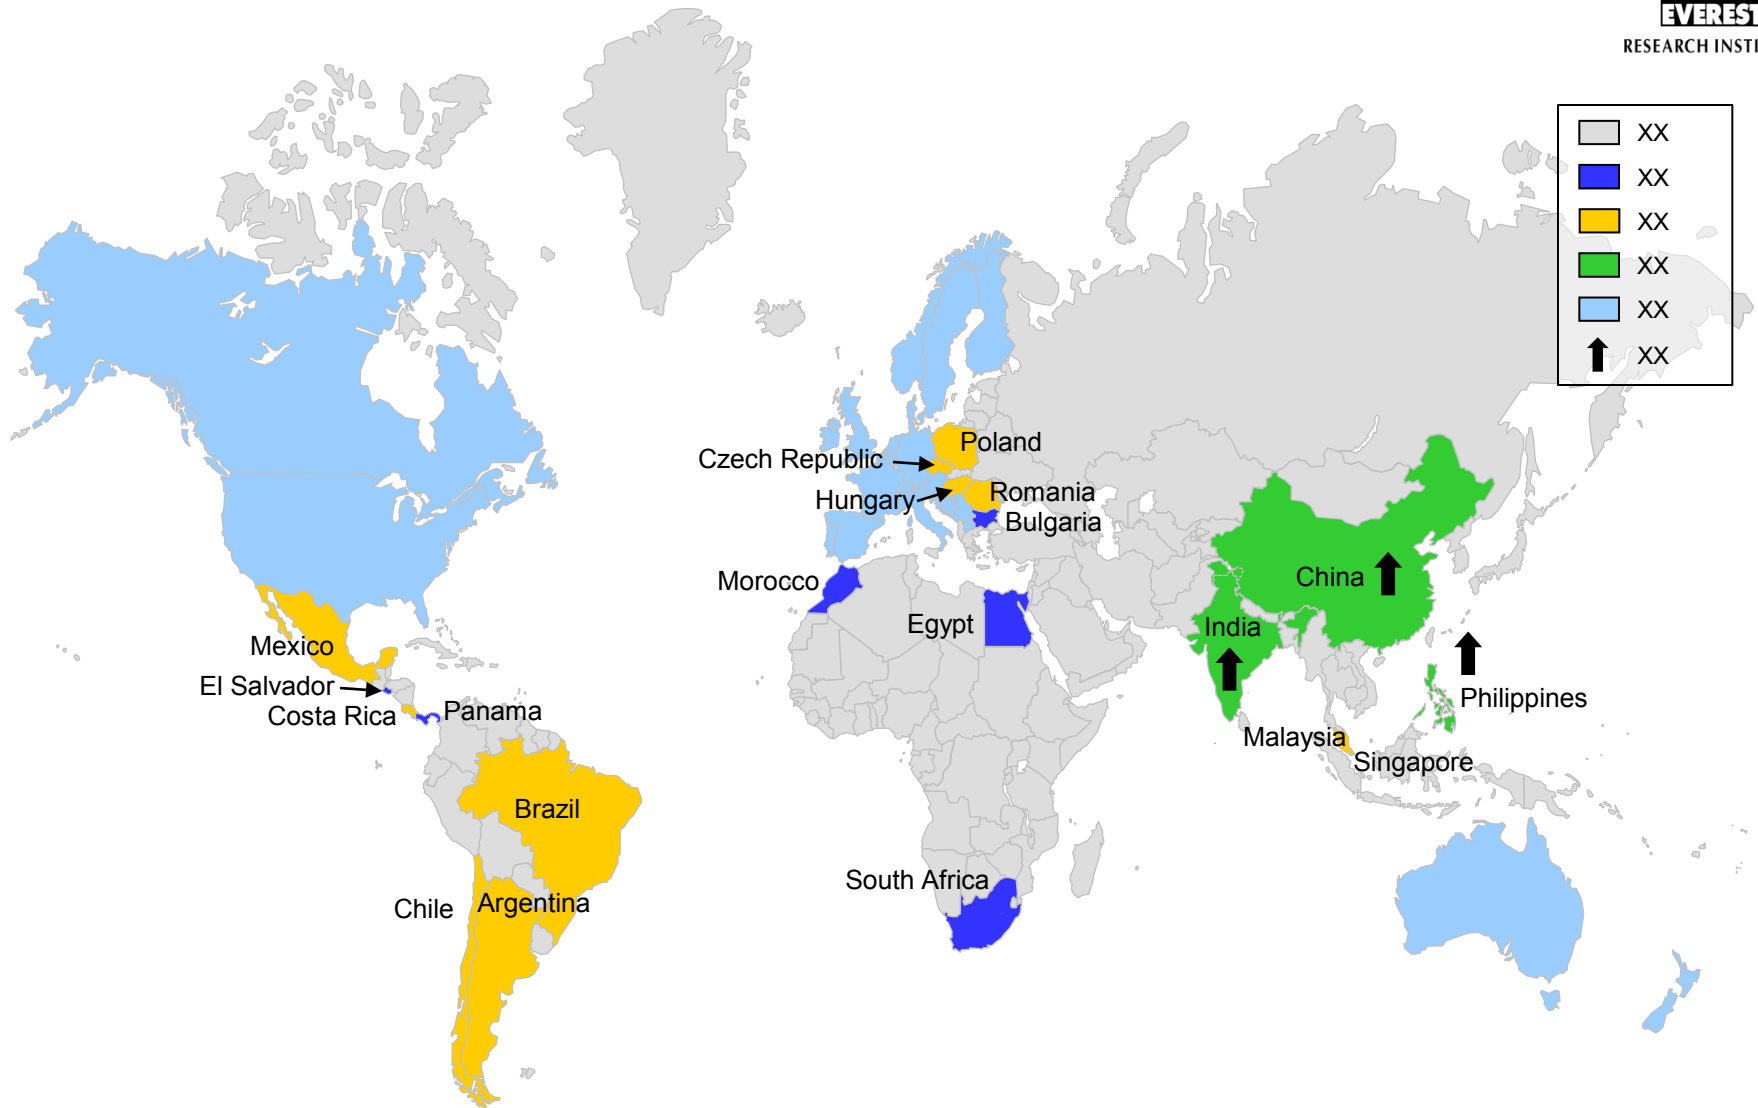 EVEREST
RESEARCH INSTI
XX
XX
XX
XX
XX
XX
Poland
Czech Republic
Hungary
Romania
Bulgaria
Morocco
Egypt
China
India
Mexico
El Salvador
Costa Rica
Panama
Philippines
Malaysia
Singapore
Brazil
South Africa
Chile
Argentina